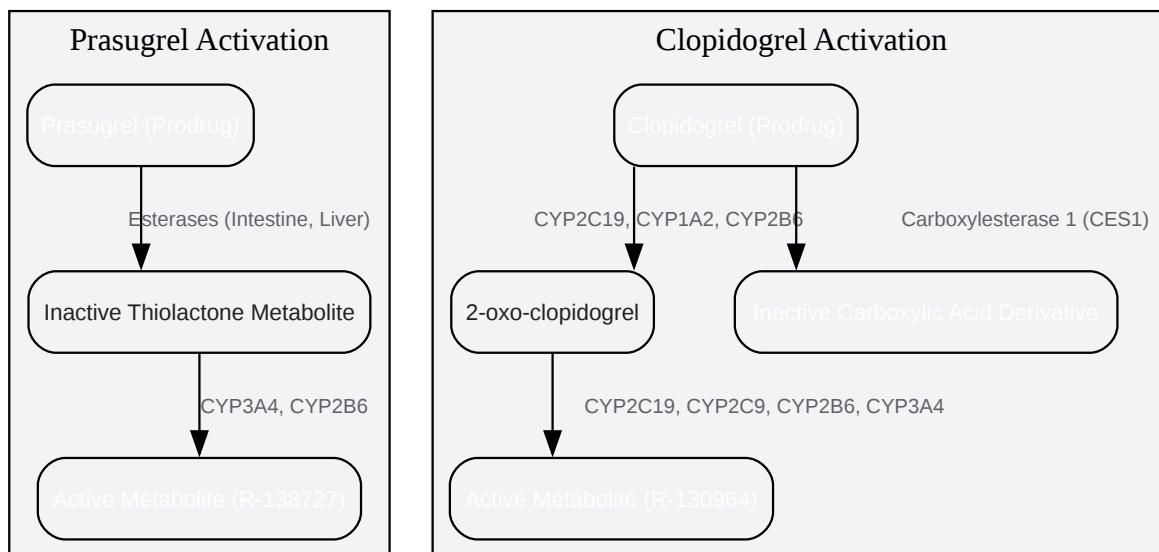 Prasugrel Activation
Prasugrel (Prodrug)
Esterases (Intestine, Liver)
Inactive Thiolactone Metabolite
CYP3A4, CYP2B6
Active Metabolite (R-138727)
Clopidogrel Activation
Clopidogrel (Prodrug)
CYP2C19, CYP1A2, CYP2B6
Carboxylesterase 1 (CES1)
2-oxo-clopidogrel
Inactive Carboxylic Acid Derivative
CYP2C19, CYP2C9, CYP2B6, CYP3A4
Active Metabolite (R-130964)